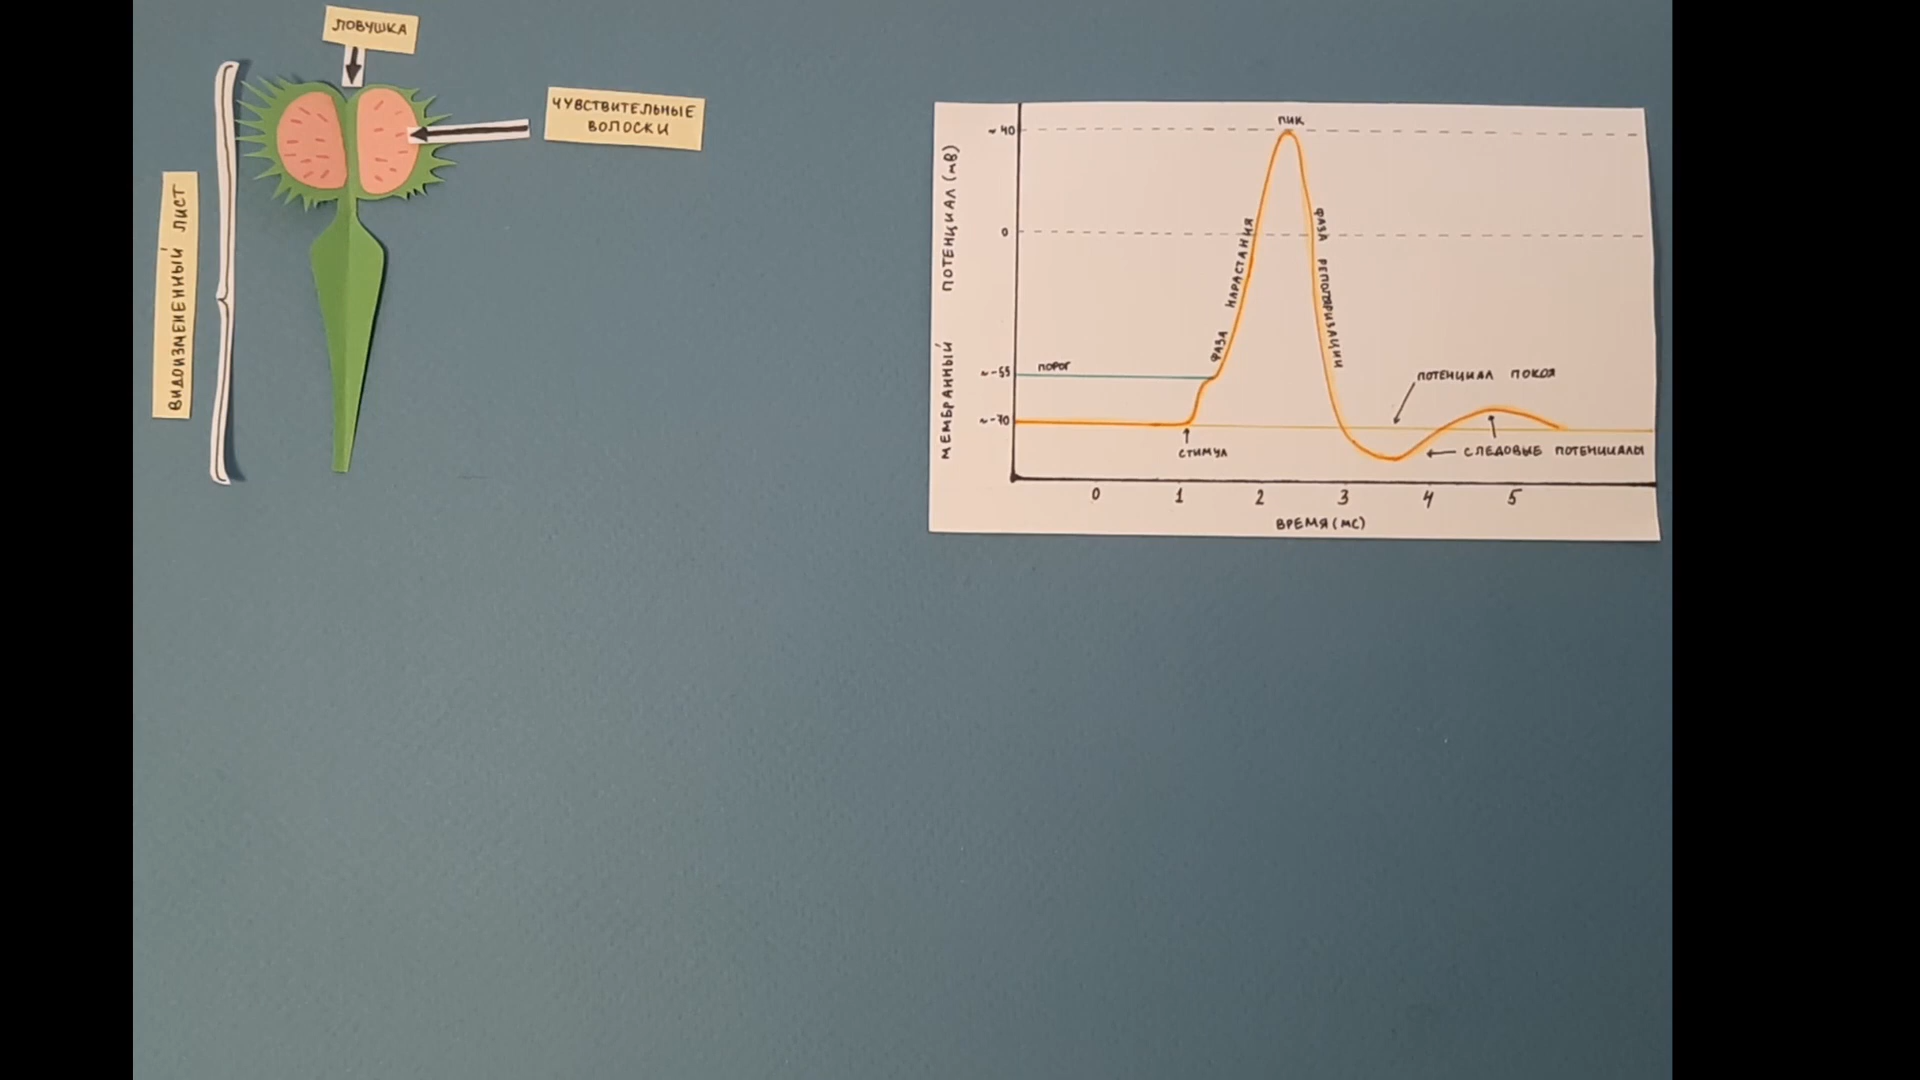 ЛОВУШКА
ЧУВСТВИТЕЛЬНЫЕ
ВОЛОСКИ
ВИДОИЗМЕНЕННЫЙ ЛИСТ
МЕМБРАННЫЙ ПОТЕНЦИАЛ (мВ)
~ 40
0
~ -55
~ -70
ПИК
ФАЗА НАРАСТАНИЯ
ФАЗА РЕПОЛЯРИЗАЦИИ
ПОРОГ
ПОТЕНЦИАЛ ПОКОЯ
СТИМУЛ
СЛЕДОВЫЕ ПОТЕНЦИАЛЫ
0 1 2 3 4 5
ВРЕМЯ (МС)